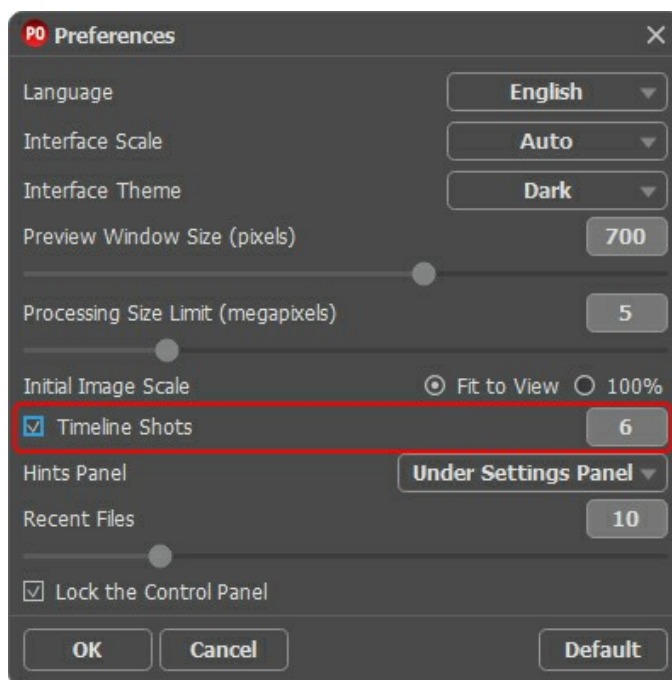 PO Preferences
Language English
Interface Scale Auto
Interface Theme Dark
Preview Window Size (pixels) 700
Processing Size Limit (megapixels) 5
Initial Image Scale Fit to View 100%
Timeline Shots 6
Hints Panel Under Settings Panel
Recent Files 10
Lock the Control Panel
OK Cancel Default